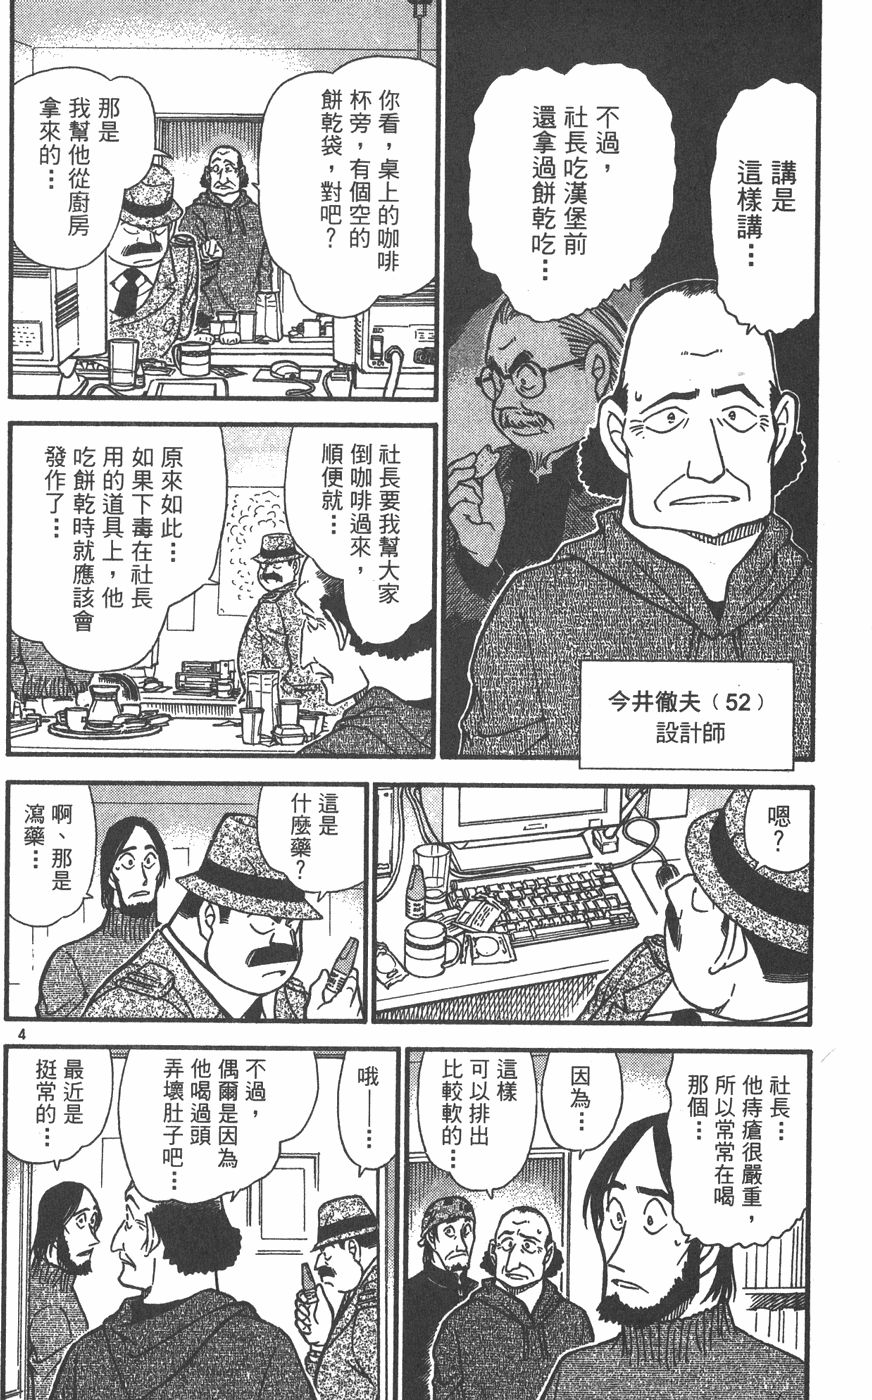 講是
這樣講…
不過，
社長吃漢堡前
還拿過餅乾吃…
今井徹夫（52）
設計師
你看，桌上的咖啡
杯旁，有個空的
餅乾袋，對吧？
那是
我幫他從廚房
拿來的…
社長要我幫大家
倒咖啡過來，
順便就…
原來如此…
如果下毒在社長
用的道具上，他
吃餅乾時就應該會
發作了…
嗯？
這是
什麼藥？
啊、那是
瀉藥…
4
社長…
他痔瘡很嚴重，
所以常常在喝
那個…
因為…
這樣
可以排出
比較軟的…
哦—…
不過，
偶爾是因為
他喝過頭
弄壞肚子吧…
最近是
挺常的…